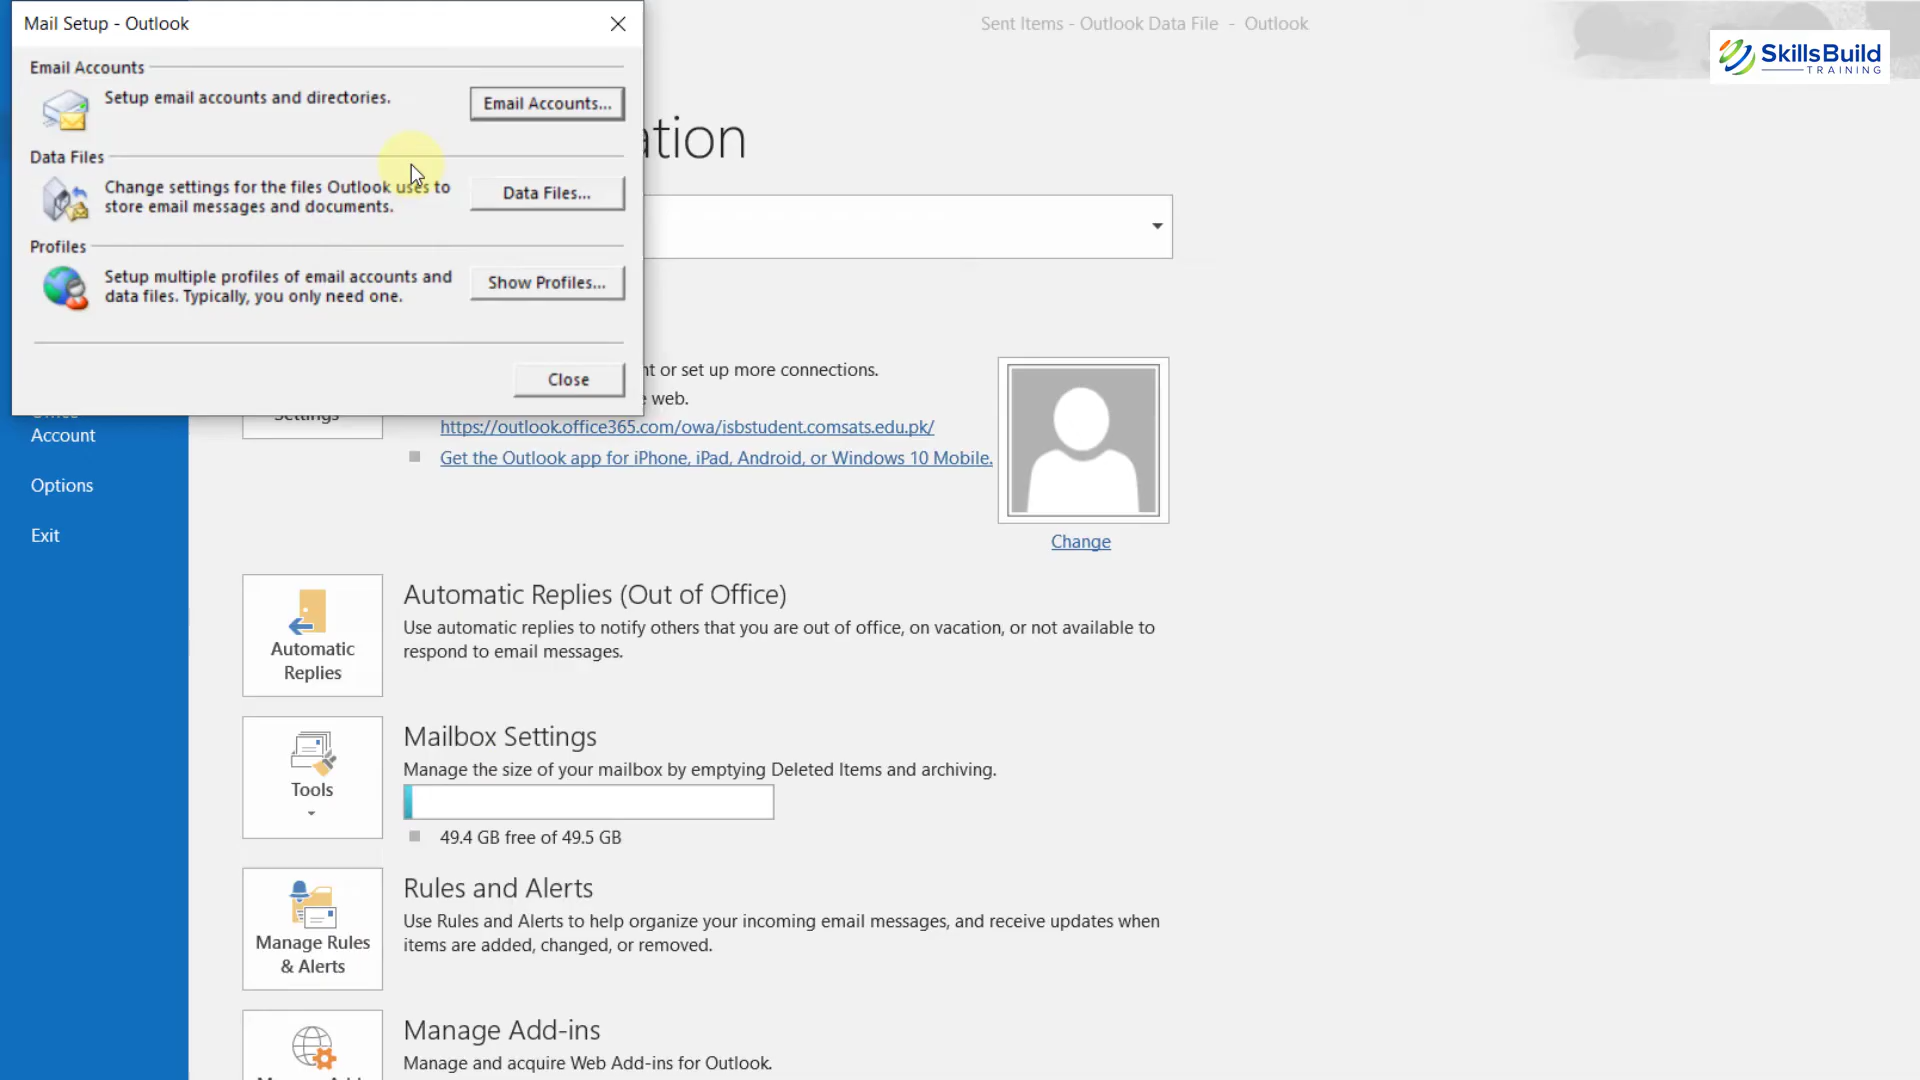 Mail Setup - Outlook
Sent Items - Outlook Data File - Outlook
SkillsBuild
TRAINING
Email Accounts
Setup email accounts and directories.
Email Accounts...
Data Files
Change settings for the files Outlook uses to
store email messages and documents.
Data Files...
Profiles
Setup multiple profiles of email accounts and
data files. Typically, you only need one.
Show Profiles...
Close
ation
nt or set up more connections.
e web.
https://outlook.office365.com/owa/isbstudent.comsats.edu.pk/
Get the Outlook app for iPhone, iPad, Android, or Windows 10 Mobile.
Change
Settings
Account
Options
Exit
Automatic
Replies
Automatic Replies (Out of Office)
Use automatic replies to notify others that you are out of office, on vacation, or not available to
respond to email messages.
Tools
Mailbox Settings
Manage the size of your mailbox by emptying Deleted Items and archiving.
49.4 GB free of 49.5 GB
Manage Rules
& Alerts
Rules and Alerts
Use Rules and Alerts to help organize your incoming email messages, and receive updates when
items are added, changed, or removed.
Manage Add-ins
Manage and acquire Web Add-ins for Outlook.